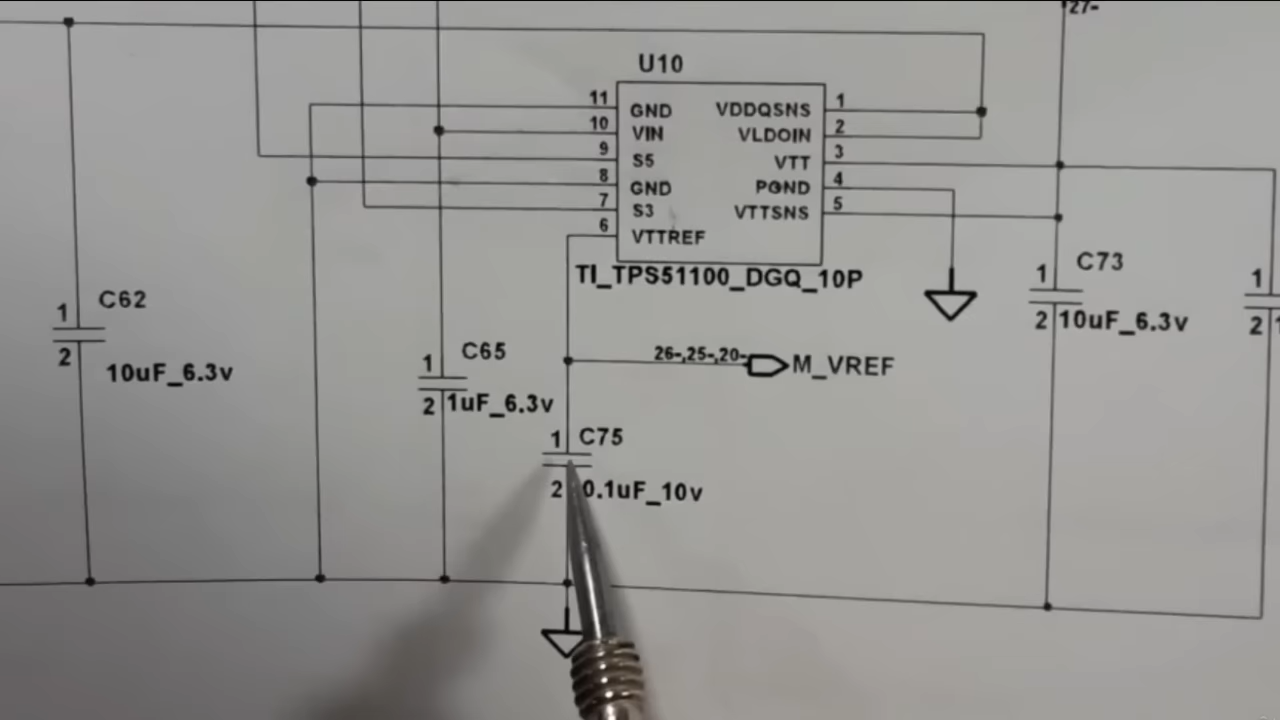 27-
U10
11 GND VDDQSNS 1
10 VIN VLDOIN 2
9 S5 VTT 3
8 GND PGND 4
7 S3 VTTSNS 5
6 VTTREF
TI_TPS51100_DGQ_10P
1 C62
2 10uF_6.3v
1 C65
2 1uF_6.3v
26-,25-,20- M_VREF
1 C75
2 0.1uF_10v
1 C73
2 10uF_6.3v
1
2